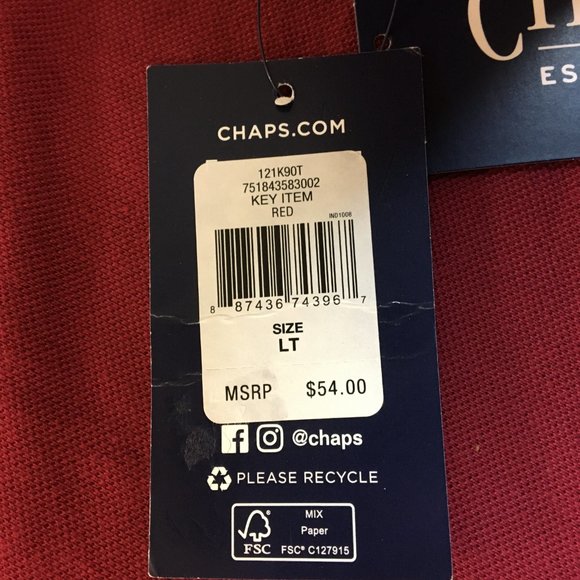 ES
CHAPS.COM
121K90T
751843583002
KEY ITEM
RED
IND1008
8 87436 74396 7
SIZE
LT
MSRP $54.00
@chaps
PLEASE RECYCLE
MIX
Paper
FSC
FSC® C127915